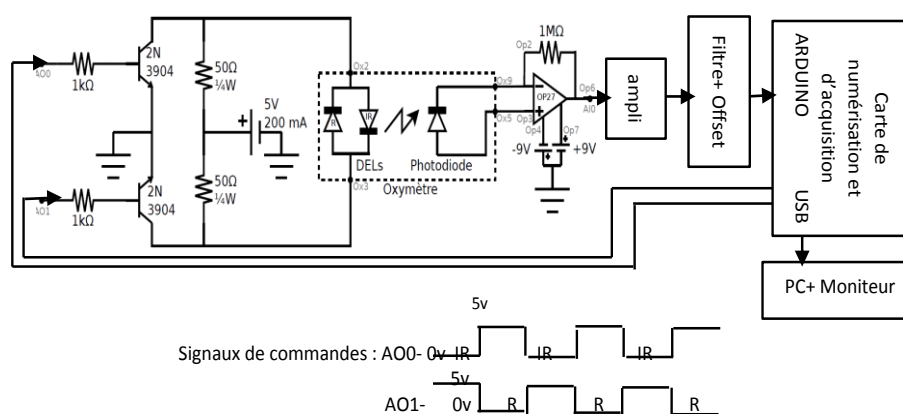 AO0
1kΩ
2N
3904
50Ω
¼W
5V
200 mA
+
50Ω
¼W
2N
3904
AO1
1kΩ
Ox2
R
IR
DELs
Photodiode
Ox3
Oxymètre
Ox9
Ox5
1MΩ
Op2
OP27
Op3
Op4
Op6
Op7
AI0
-9V
+9V
ampli
Filtre+ Offset
Carte de
numérisation et
d'acquisition
ARDUINO USB
PC+ Moniteur
5v
Signaux de commandes : AO0- 0v IR IR IR
5v
AO1- 0v R R R